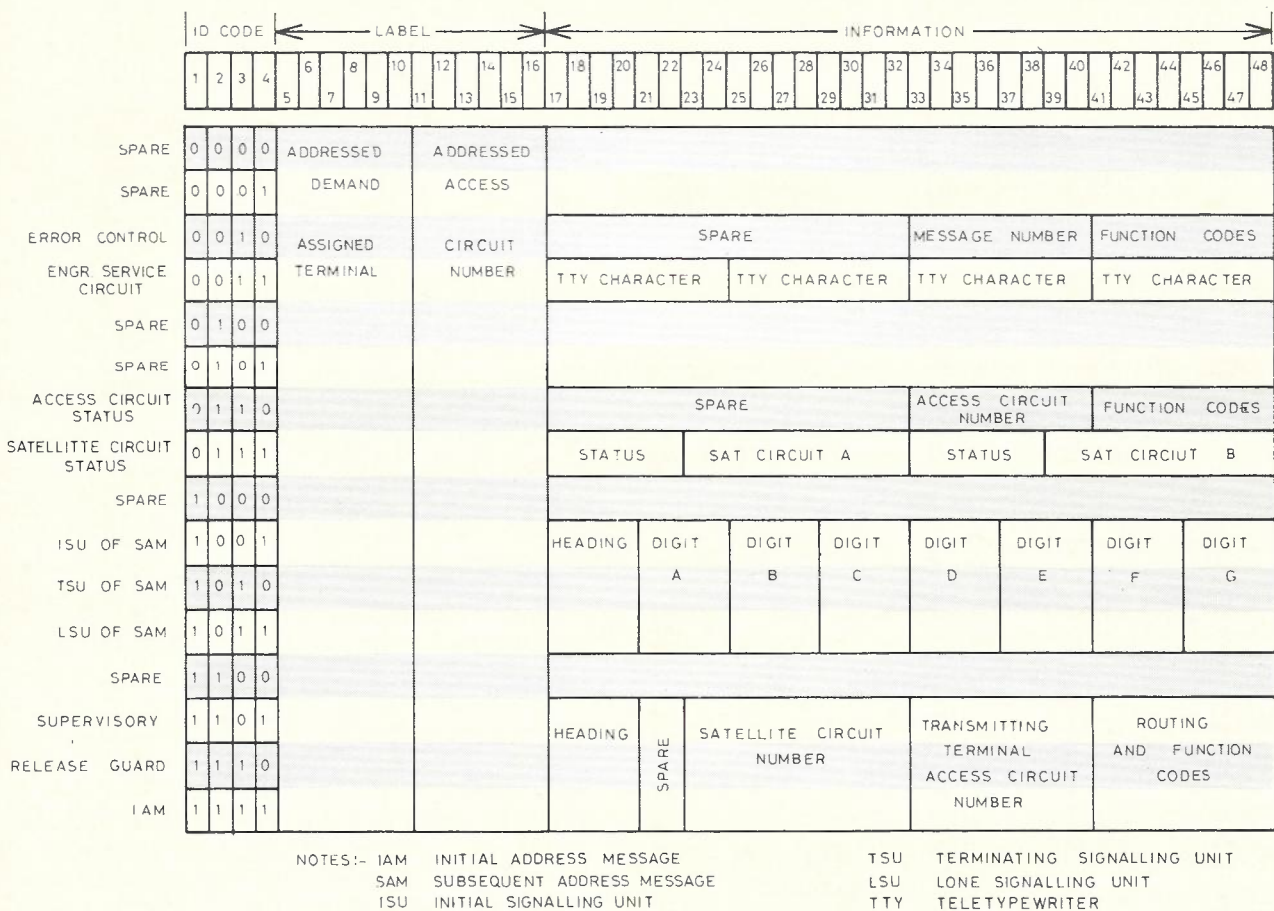 ID CODE LABEL INFORMATION
6 8 10 12 14 16 18 20 22 24 26 28 30 32 34 36 38 40 42 44 46 48
1 2 3 4
5 7 9 11 13 15 17 19 21 23 25 27 29 31 33 35 37 39 41 43 45 47
SPARE 0 0 0 0 ADDRESSED ADDRESSED
SPARE 0 0 0 1 DEMAND ACCESS
ERROR CONTROL 0 0 1 0 ASSIGNED CIRCUIT SPARE MESSAGE NUMBER FUNCTION CODES
ENGR. SERVICE
CIRCUIT 0 0 1 1 TERMINAL NUMBER TTY CHARACTER TTY CHARACTER TTY CHARACTER TTY CHARACTER
SPARE 0 1 0 0
SPARE 0 1 0 1
ACCESS CIRCUIT
STATUS 0 1 1 0 SPARE ACCESS CIRCUIT
NUMBER FUNCTION CODES
SATELLITTE CIRCUIT
STATUS 0 1 1 1 STATUS SAT CIRCUIT A STATUS SAT CIRCIUT B
SPARE 1 0 0 0
ISU OF SAM 1 0 0 1 HEADING DIGIT DIGIT DIGIT DIGIT DIGIT DIGIT DIGIT
TSU OF SAM 1 0 1 0 A B C D E F G
LSU OF SAM 1 0 1 1
SPARE 1 1 0 0
SUPERVISORY 1 1 0 1 HEADING SPARE SATELLITE CIRCUIT
NUMBER TRANSMITTING
TERMINAL
ACCESS CIRCUIT
NUMBER ROUTING
AND FUNCTION
CODES
RELEASE GUARD 1 1 1 0
IAM 1 1 1 1
NOTES:- IAM INITIAL ADDRESS MESSAGE TSU TERMINATING SIGNALLING UNIT
SAM SUBSEQUENT ADDRESS MESSAGE LSU LONE SIGNALLING UNIT
ISU INITIAL SIGNALLING UNIT TTY TELETYPEWRITER